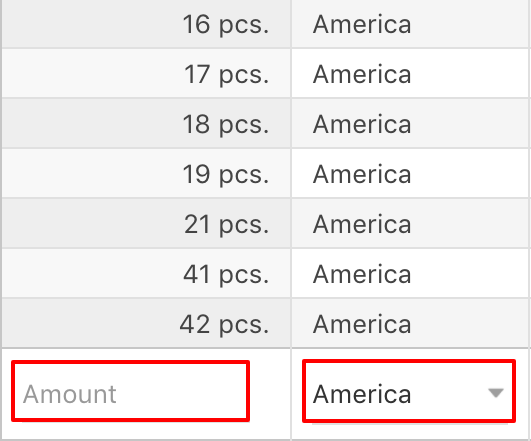 16 pcs. America
17 pcs. America
18 pcs. America
19 pcs. America
21 pcs. America
41 pcs. America
42 pcs. America
Amount America